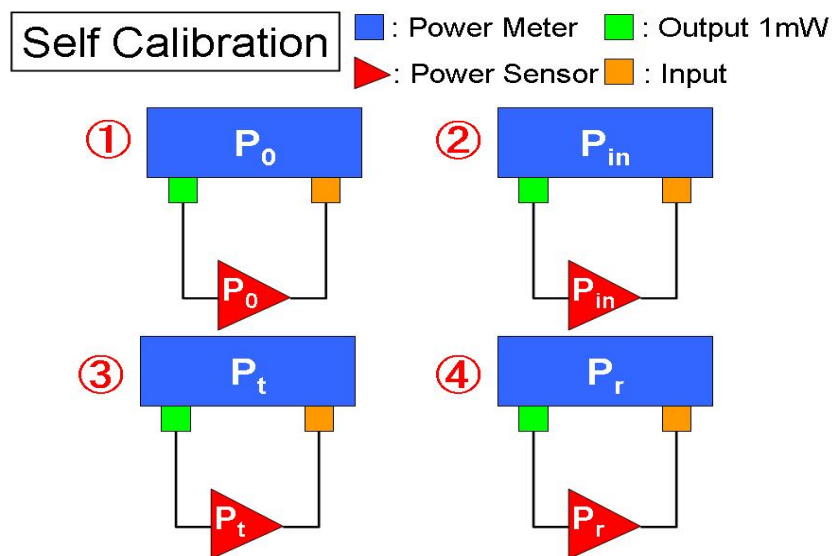 Self Calibration
: Power Meter
: Output 1mW
: Power Sensor
: Input
①
P₀
P₀
②
Pᵢₙ
Pᵢₙ
③
Pₜ
Pₜ
④
Pᵣ
Pᵣ